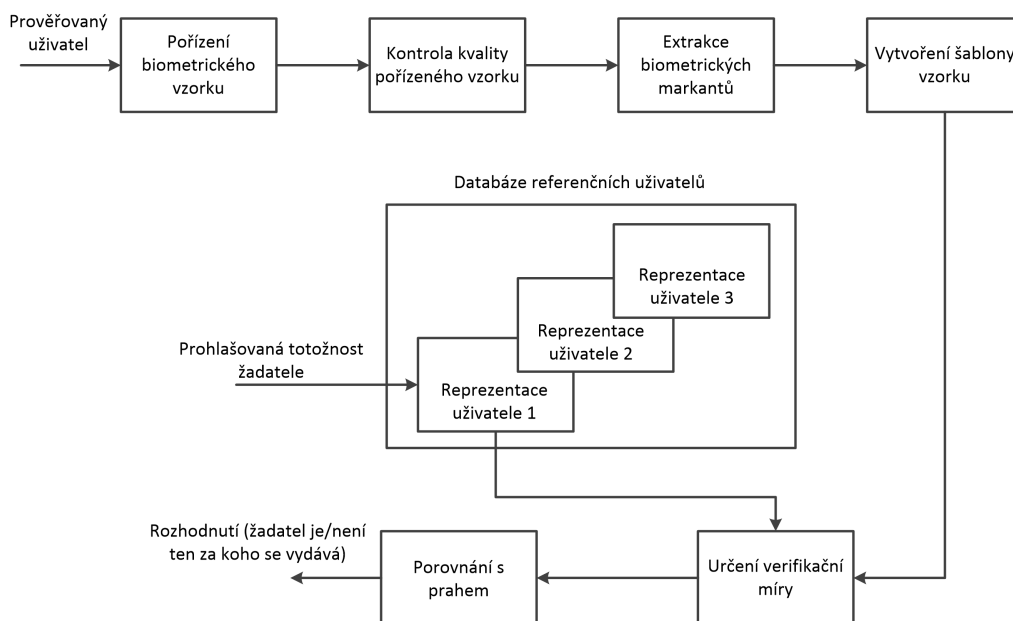 Prověřovaný
uživatel
Pořízení
biometrického
vzorku
Kontrola kvality
pořízeného vzorku
Extrakce
biometrických
markantů
Vytvoření šablony
vzorku
Databáze referenčních uživatelů
Reprezentace
uživatele 3
Reprezentace
uživatele 2
Prohlašovaná totožnost
žadatele
Reprezentace
uživatele 1
Rozhodnutí (žadatel je/není
ten za koho se vydává)
Porovnání s
prahem
Určení verifikační
míry